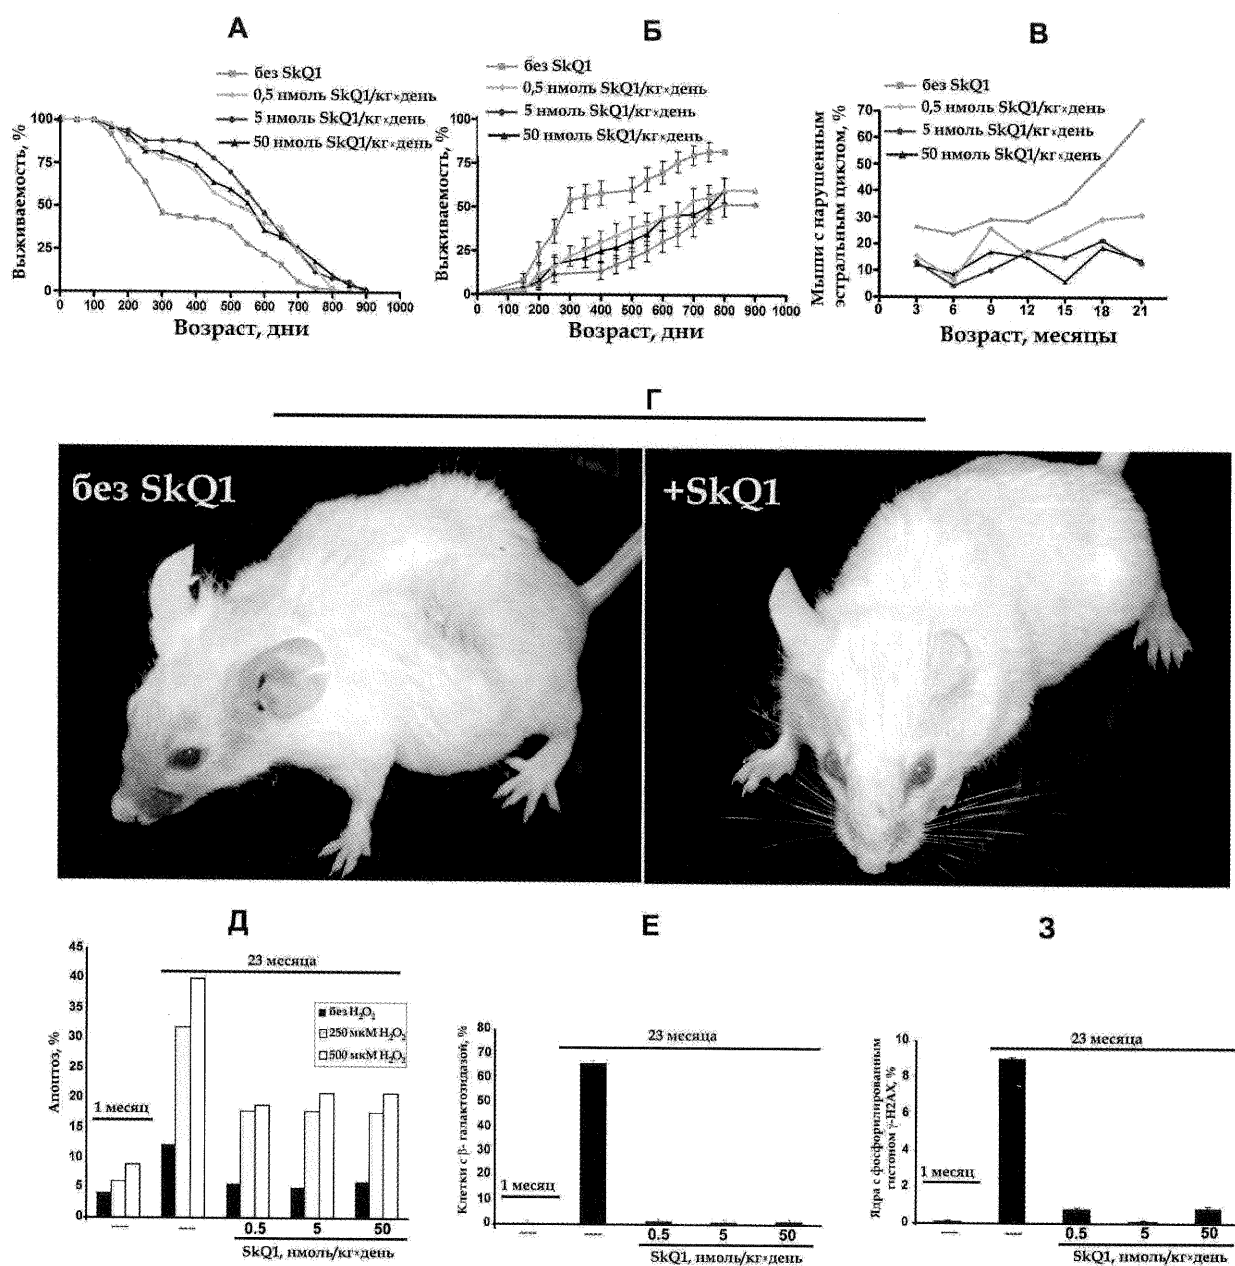 А
без SkQ1
0,5 нмоль SkQ1/кг×день
5 нмоль SkQ1/кг×день
50 нмоль SkQ1/кг×день
Выживаемость, %
100
75
50
25
0
0 100 200 300 400 500 600 700 800 900 1000
Возраст, дни
Б
без SkQ1
0,5 нмоль SkQ1/кг×день
5 нмоль SkQ1/кг×день
50 нмоль SkQ1/кг×день
Выживаемость, %
100
75
50
25
0
0 100 200 300 400 500 600 700 800 900 1000
Возраст, дни
В
без SkQ1
0,5 нмоль SkQ1/кг×день
5 нмоль SkQ1/кг×день
50 нмоль SkQ1/кг×день
Мыши с нарушенным
эстральным циклом, %
70
60
50
40
30
20
10
0
3 6 9 12 15 18 21
Возраст, месяцы
Г
без SkQ1
+SkQ1
Д
23 месяца
без H₂O₂
250 мкМ H₂O₂
500 мкМ H₂O₂
1 месяц
Апоптоз, %
45
40
35
30
25
20
15
10
5
0
— — 0.5 5 50
SkQ1, нмоль/кг×день
Е
23 месяца
1 месяц
Клетки с β- галактозидазой, %
80
70
60
50
40
30
20
10
0
— — 0.5 5 50
SkQ1, нмоль/кг×день
З
23 месяца
1 месяц
Ядра с фосфорилированным
гистоном γ-H2AX, %
10
8
6
4
2
0
— — 0.5 5 50
SkQ1, нмоль/кг×день